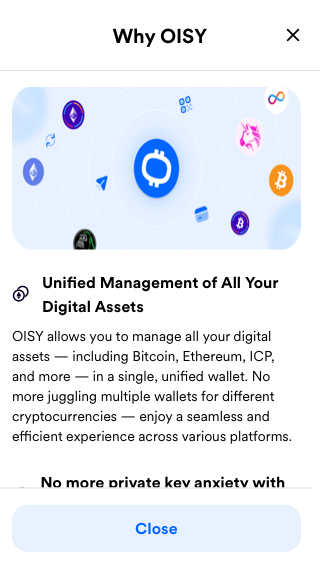 Why OISY
Unified Management of All Your
Digital Assets
OISY allows you to manage all your digital
assets — including Bitcoin, Ethereum, ICP,
and more — in a single, unified wallet. No
more juggling multiple wallets for different
cryptocurrencies — enjoy a seamless and
efficient experience across various platforms.
No more private key anxiety with
Close